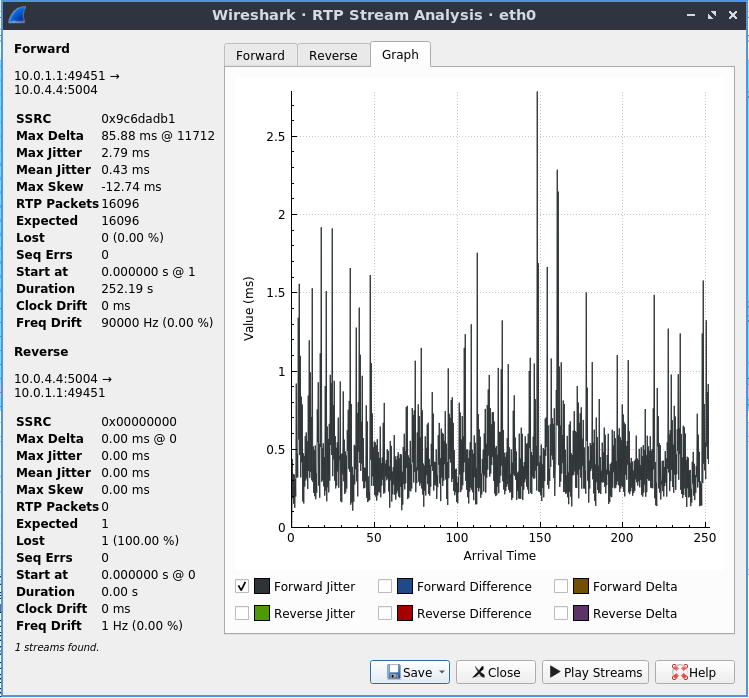 Wireshark · RTP Stream Analysis · eth0
Forward
10.0.1.1:49451 →
10.0.4.4:5004
SSRC 0x9c6dadb1
Max Delta 85.88 ms @ 11712
Max Jitter 2.79 ms
Mean Jitter 0.43 ms
Max Skew -12.74 ms
RTP Packets 16096
Expected 16096
Lost 0 (0.00 %)
Seq Errs 0
Start at 0.000000 s @ 1
Duration 252.19 s
Clock Drift 0 ms
Freq Drift 90000 Hz (0.00 %)
Reverse
10.0.4.4:5004 →
10.0.1.1:49451
SSRC 0x00000000
Max Delta 0.00 ms @ 0
Max Jitter 0.00 ms
Mean Jitter 0.00 ms
Max Skew 0.00 ms
RTP Packets 0
Expected 1
Lost 1 (100.00 %)
Seq Errs 0
Start at 0.000000 s @ 0
Duration 0.00 s
Clock Drift 0 ms
Freq Drift 1 Hz (0.00 %)
1 streams found.
Forward Reverse Graph
2.5
2
1.5
1
0.5
0
Value (ms)
0 50 100 150 200 250
Arrival Time
Forward Jitter Forward Difference Forward Delta
Reverse Jitter Reverse Difference Reverse Delta
Save Close Play Streams Help